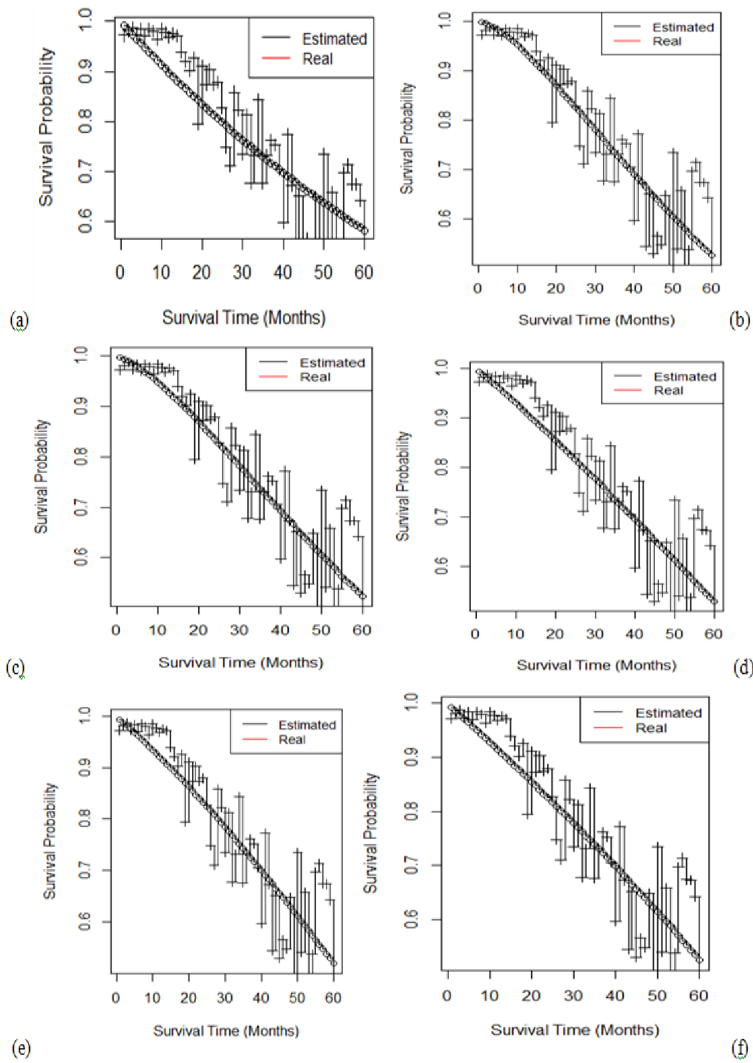 Survival Probability
1.0
0.9
0.8
0.7
0.6
Estimated
Real
0 10 20 30 40 50 60
Survival Time (Months)
(a)
Survival Probability
1.0
0.9
0.8
0.7
0.6
Estimated
Real
0 10 20 30 40 50 60
Survival Time (Months)
(b)
Survival Probability
1.0
0.9
0.8
0.7
0.6
Estimated
Real
0 10 20 30 40 50 60
Survival Time (Months)
(c)
Survival Probability
1.0
0.9
0.8
0.7
0.6
Estimated
Real
0 10 20 30 40 50 60
Survival Time (Months)
(d)
Survival Probability
1.0
0.9
0.8
0.7
0.6
Estimated
Real
0 10 20 30 40 50 60
Survival Time (Months)
(e)
Survival Probability
1.0
0.9
0.8
0.7
0.6
Estimated
Real
0 10 20 30 40 50 60
Survival Time (Months)
(f)